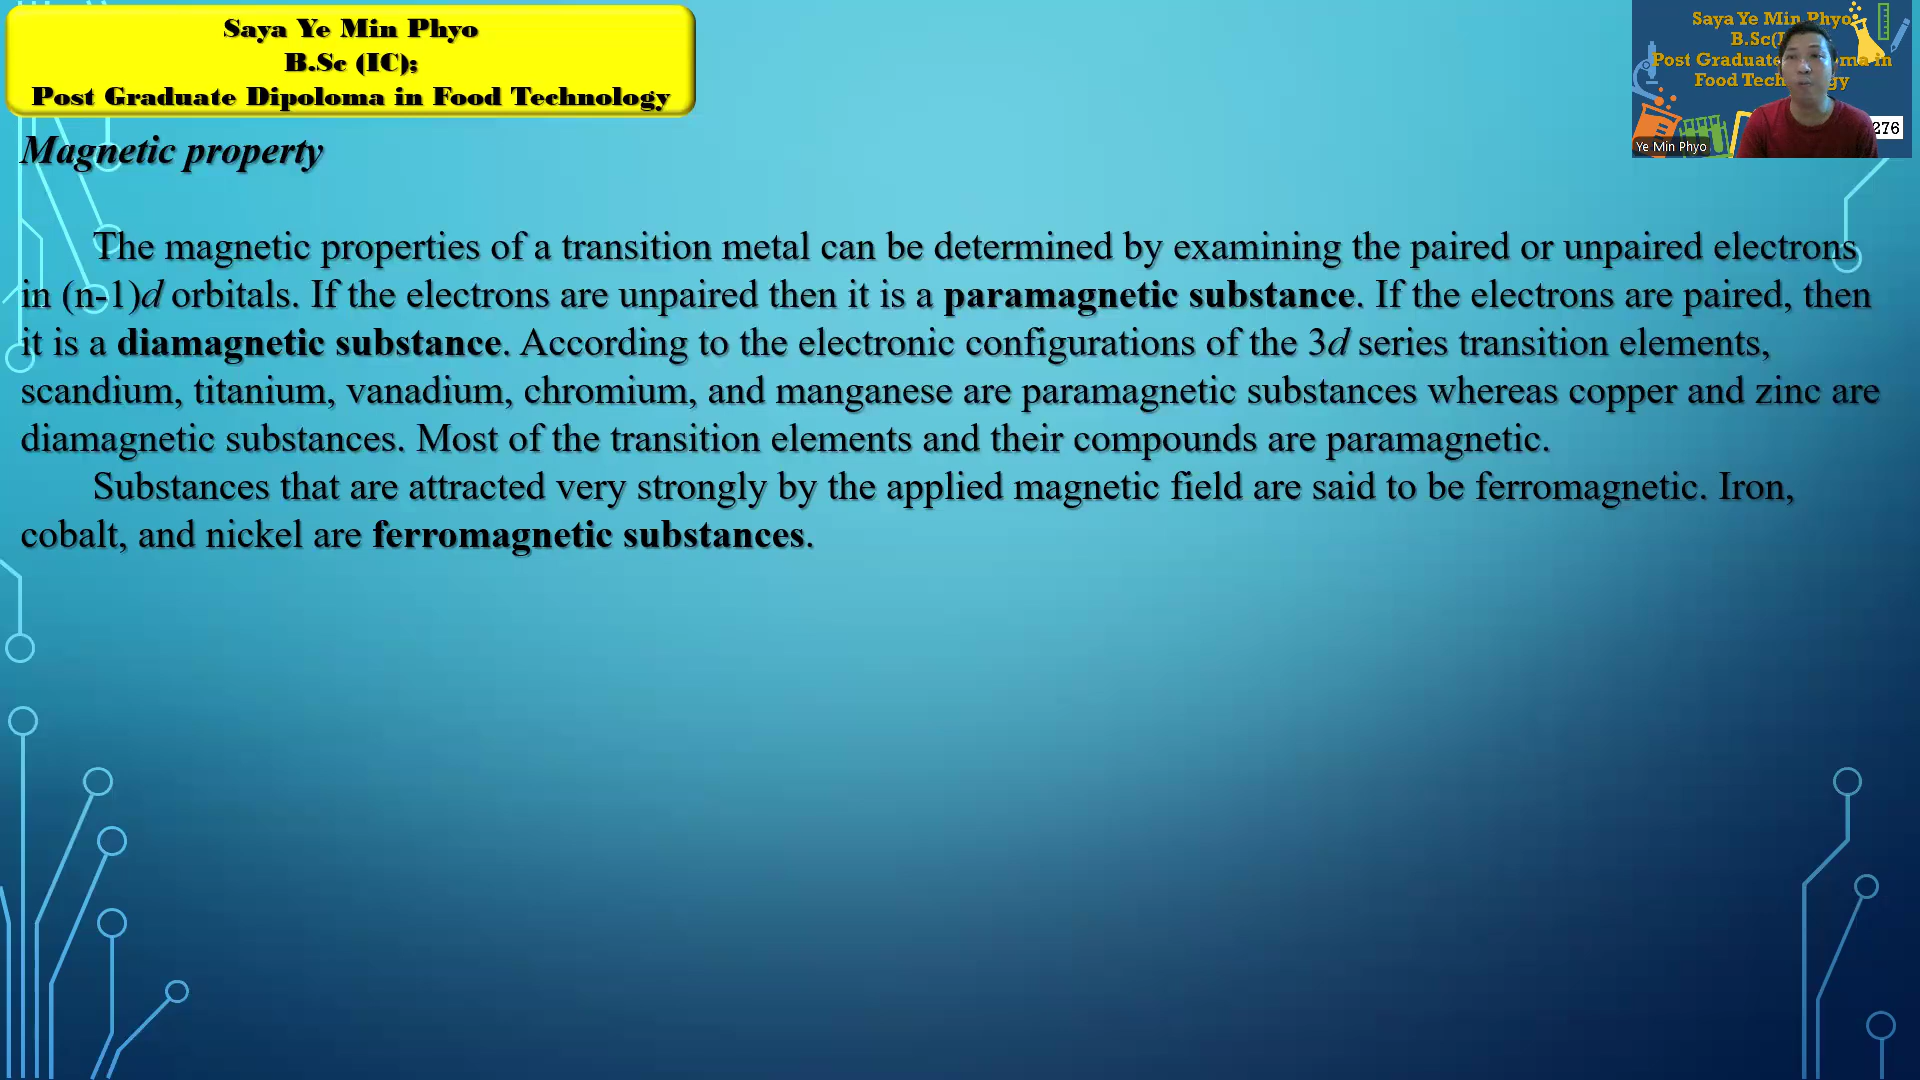 Saya Ye Min Phyo
B.Sc (IC);
Post Graduate Dipoloma in Food Technology
Saya Ye Min Phyo
B.Sc(I
Post Graduate oma in
Food Tech gy
276
Ye Min Phyo
Magnetic property
The magnetic properties of a transition metal can be determined by examining the paired or unpaired electrons
in (n-1)d orbitals. If the electrons are unpaired then it is a paramagnetic substance. If the electrons are paired, then
it is a diamagnetic substance. According to the electronic configurations of the 3d series transition elements,
scandium, titanium, vanadium, chromium, and manganese are paramagnetic substances whereas copper and zinc are
diamagnetic substances. Most of the transition elements and their compounds are paramagnetic.
Substances that are attracted very strongly by the applied magnetic field are said to be ferromagnetic. Iron,
cobalt, and nickel are ferromagnetic substances.